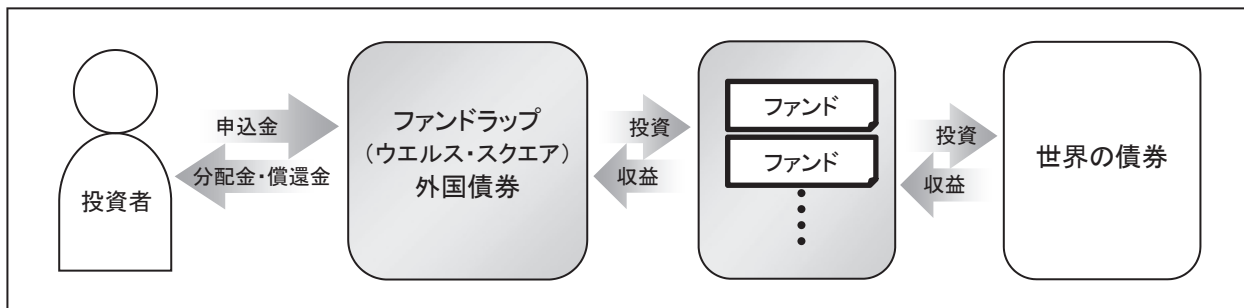 投資者
申込金
分配金・償還金
ファンドラップ
（ウエルス・スクエア）
外国債券
投資
収益
ファンド
ファンド
投資
収益
世界の債券